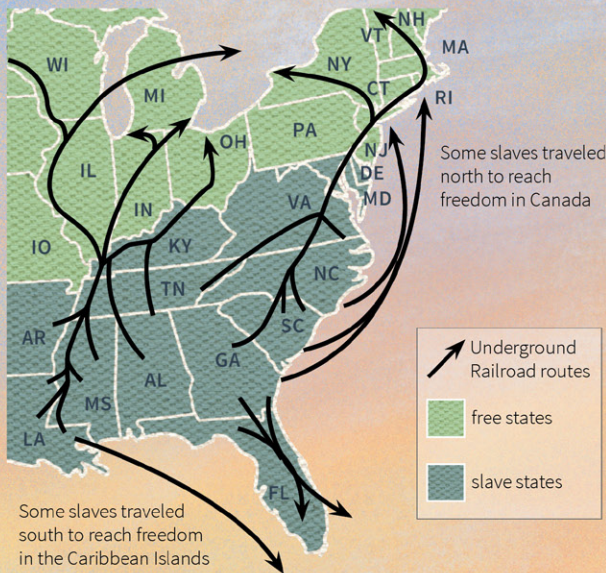 WI
MI
NY
VT
NH
MA
CT
RI
PA
OH
NJ
DE
MD
IL
IN
IO
VA
KY
TN
NC
SC
AR
GA
AL
MS
LA
FL
Some slaves traveled
north to reach
freedom in Canada
Underground
Railroad routes
free states
slave states
Some slaves traveled
south to reach freedom
in the Caribbean Islands